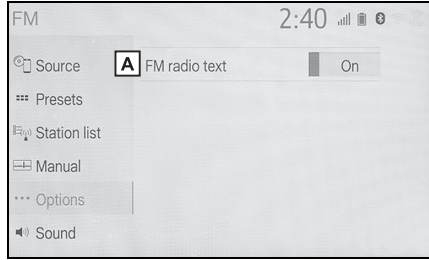 FM 2:40
Source
A FM radio text On
Presets
Station list
Manual
Options
Sound